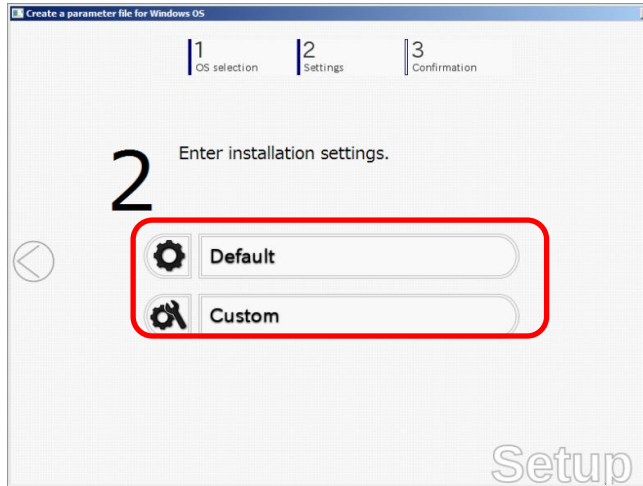 Create a parameter file for Windows OS
1
OS selection
2
Settings
3
Confirmation
2
Enter installation settings.
Default
Custom
Setup